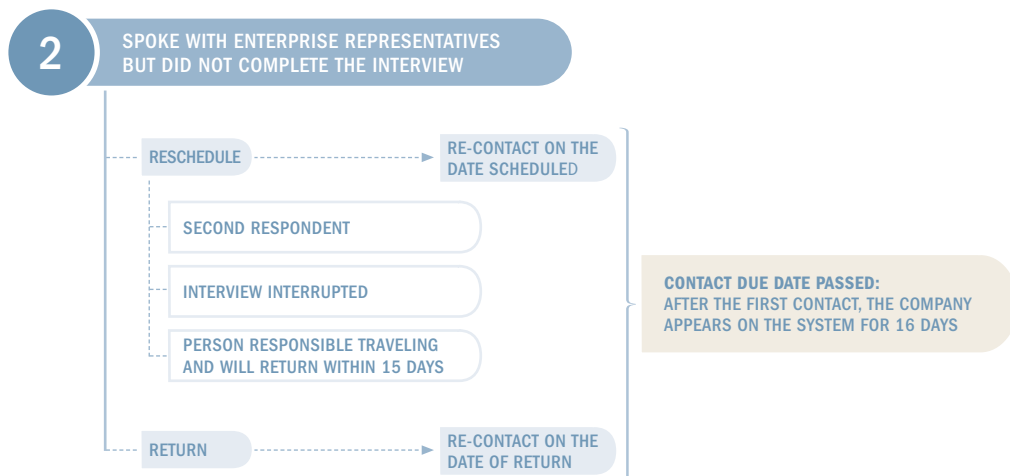 2
SPOKE WITH ENTERPRISE REPRESENTATIVES
BUT DID NOT COMPLETE THE INTERVIEW
RESCHEDULE
RE-CONTACT ON THE
DATE SCHEDULED
SECOND RESPONDENT
INTERVIEW INTERRUPTED
PERSON RESPONSIBLE TRAVELING
AND WILL RETURN WITHIN 15 DAYS
CONTACT DUE DATE PASSED:
AFTER THE FIRST CONTACT, THE COMPANY
APPEARS ON THE SYSTEM FOR 16 DAYS
RETURN
RE-CONTACT ON THE
DATE OF RETURN